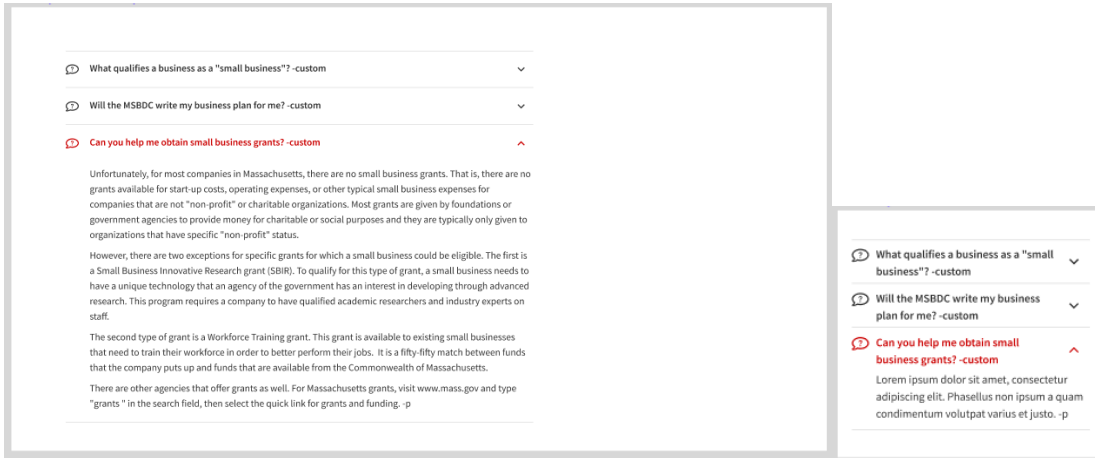 What qualifies a business as a "small business"? -custom
Will the MSBDC write my business plan for me? -custom
Can you help me obtain small business grants? -custom
Unfortunately, for most companies in Massachusetts, there are no small business grants. That is, there are no
grants available for start-up costs, operating expenses, or other typical small business expenses for
companies that are not "non-profit" or charitable organizations. Most grants are given by foundations or
government agencies to provide money for charitable or social purposes and they are typically only given to
organizations that have specific "non-profit" status.
However, there are two exceptions for specific grants for which a small business could be eligible. The first is
a Small Business Innovative Research grant (SBIR). To qualify for this type of grant, a small business needs to
have a unique technology that an agency of the government has an interest in developing through advanced
research. This program requires a company to have qualified academic researchers and industry experts on
staff.
The second type of grant is a Workforce Training grant. This grant is available to existing small businesses
that need to train their workforce in order to better perform their jobs. It is a fifty-fifty match between funds
that the company puts up and funds that are available from the Commonwealth of Massachusetts.
There are other agencies that offer grants as well. For Massachusetts grants, visit www.mass.gov and type
"grants " in the search field, then select the quick link for grants and funding. -p
What qualifies a business as a "small
business"? -custom
Will the MSBDC write my business
plan for me? -custom
Can you help me obtain small
business grants? -custom
Lorem ipsum dolor sit amet, consectetur
adipiscing elit. Phasellus non ipsum a quam
condimentum volutpat varius et justo. -p